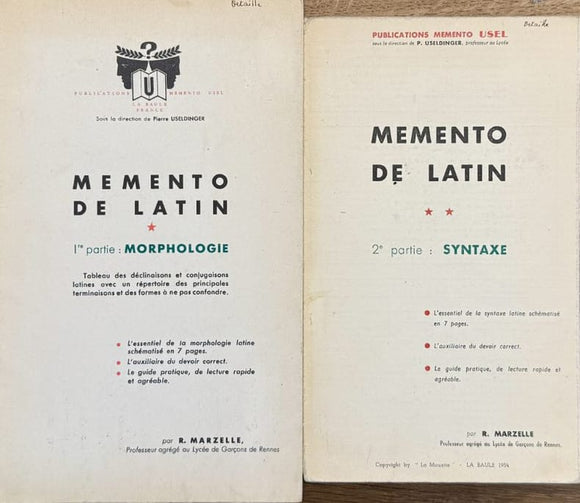 Detaille
?
U
PUBLICATIONS MEMENTO USEL
LA BAULE
FRANCE
Sous la direction de Pierre USELDINGER
MEMENTO
DE LATIN
★
1re partie : MORPHOLOGIE
Tableau des déclinaisons et conjugaisons
latines avec un répertoire des principales
terminaisons et des formes à ne pas confondre.
● L'essentiel de la morphologie latine
schématisé en 7 pages.
● L'auxiliaire du devoir correct.
● Le guide pratique, de lecture rapide
et agréable.
par R. MARZELLE,
Professeur agrégé au Lycée de Garçons de Rennes
Detaille
PUBLICATIONS MEMENTO USEL
sous la direction de P. USELDINGER, professeur au Lycée
MEMENTO
DE LATIN
★ ★
2e partie : SYNTAXE
● L'essentiel de la syntaxe latine schématisé
en 7 pages.
● L'auxiliaire du devoir correct.
● Le guide pratique, de lecture rapide et
agréable.
par R. MARZELLE
Professeur agrégé au Lycée de Garçons de Rennes.
Copyright by "La Mouette" - LA BAULE 1954